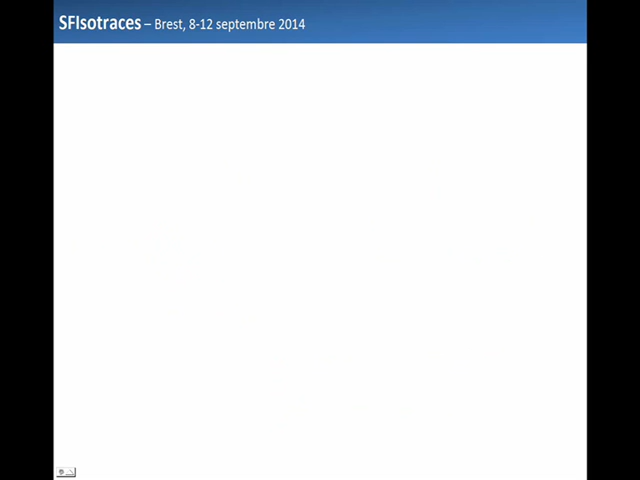 SFIsotraces – Brest, 8-12 septembre 2014